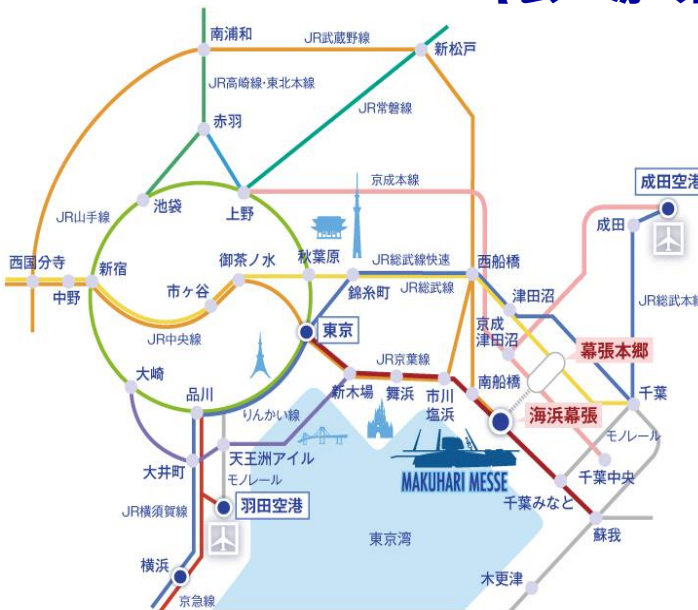 南浦和
JR武蔵野線
新松戸
JR高崎線・東北本線
JR常磐線
赤羽
京成本線
成田空港
池袋
上野
JR山手線
成田
西国分寺
新宿
御茶ノ水
秋葉原
JR総武線快速
西船橋
中野
市ヶ谷
錦糸町
JR総武線
津田沼
JR総武本線
東京
京成
津田沼
JR中央線
幕張本郷
JR京葉線
大崎
品川
新木場
舞浜
市川
塩浜
南船橋
千葉
りんかい線
海浜幕張
モノレール
天王洲アイル
大井町
モノレール
MAKUHARI MESSE
千葉中央
千葉みなと
JR横須賀線
羽田空港
蘇我
東京湾
横浜
木更津
京急線